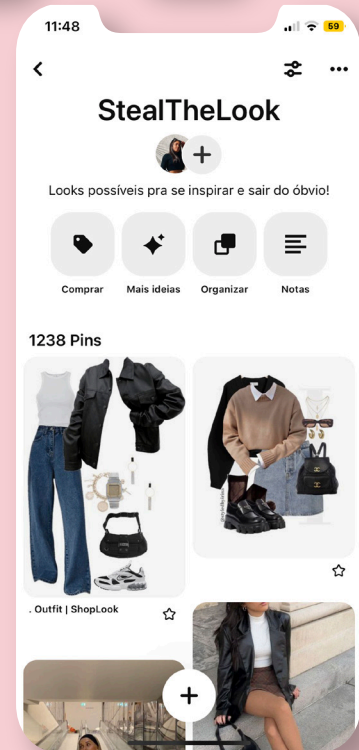 11:48
59
StealTheLook
Looks possíveis pra se inspirar e sair do óbvio!
Comprar
Mais ideias
Organizar
Notas
1238 Pins
. Outfit | ShopLook